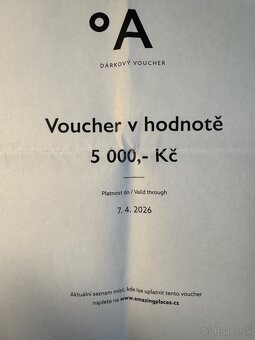 °A
DÁRKOVÝ VOUCHER
Voucher v hodnotě
5 000,- Kč
Platnost do / Valid through
7. 4. 2026
Aktuální seznam míst, kde lze uplatnit tento voucher
najdete na www.amazingplaces.cz